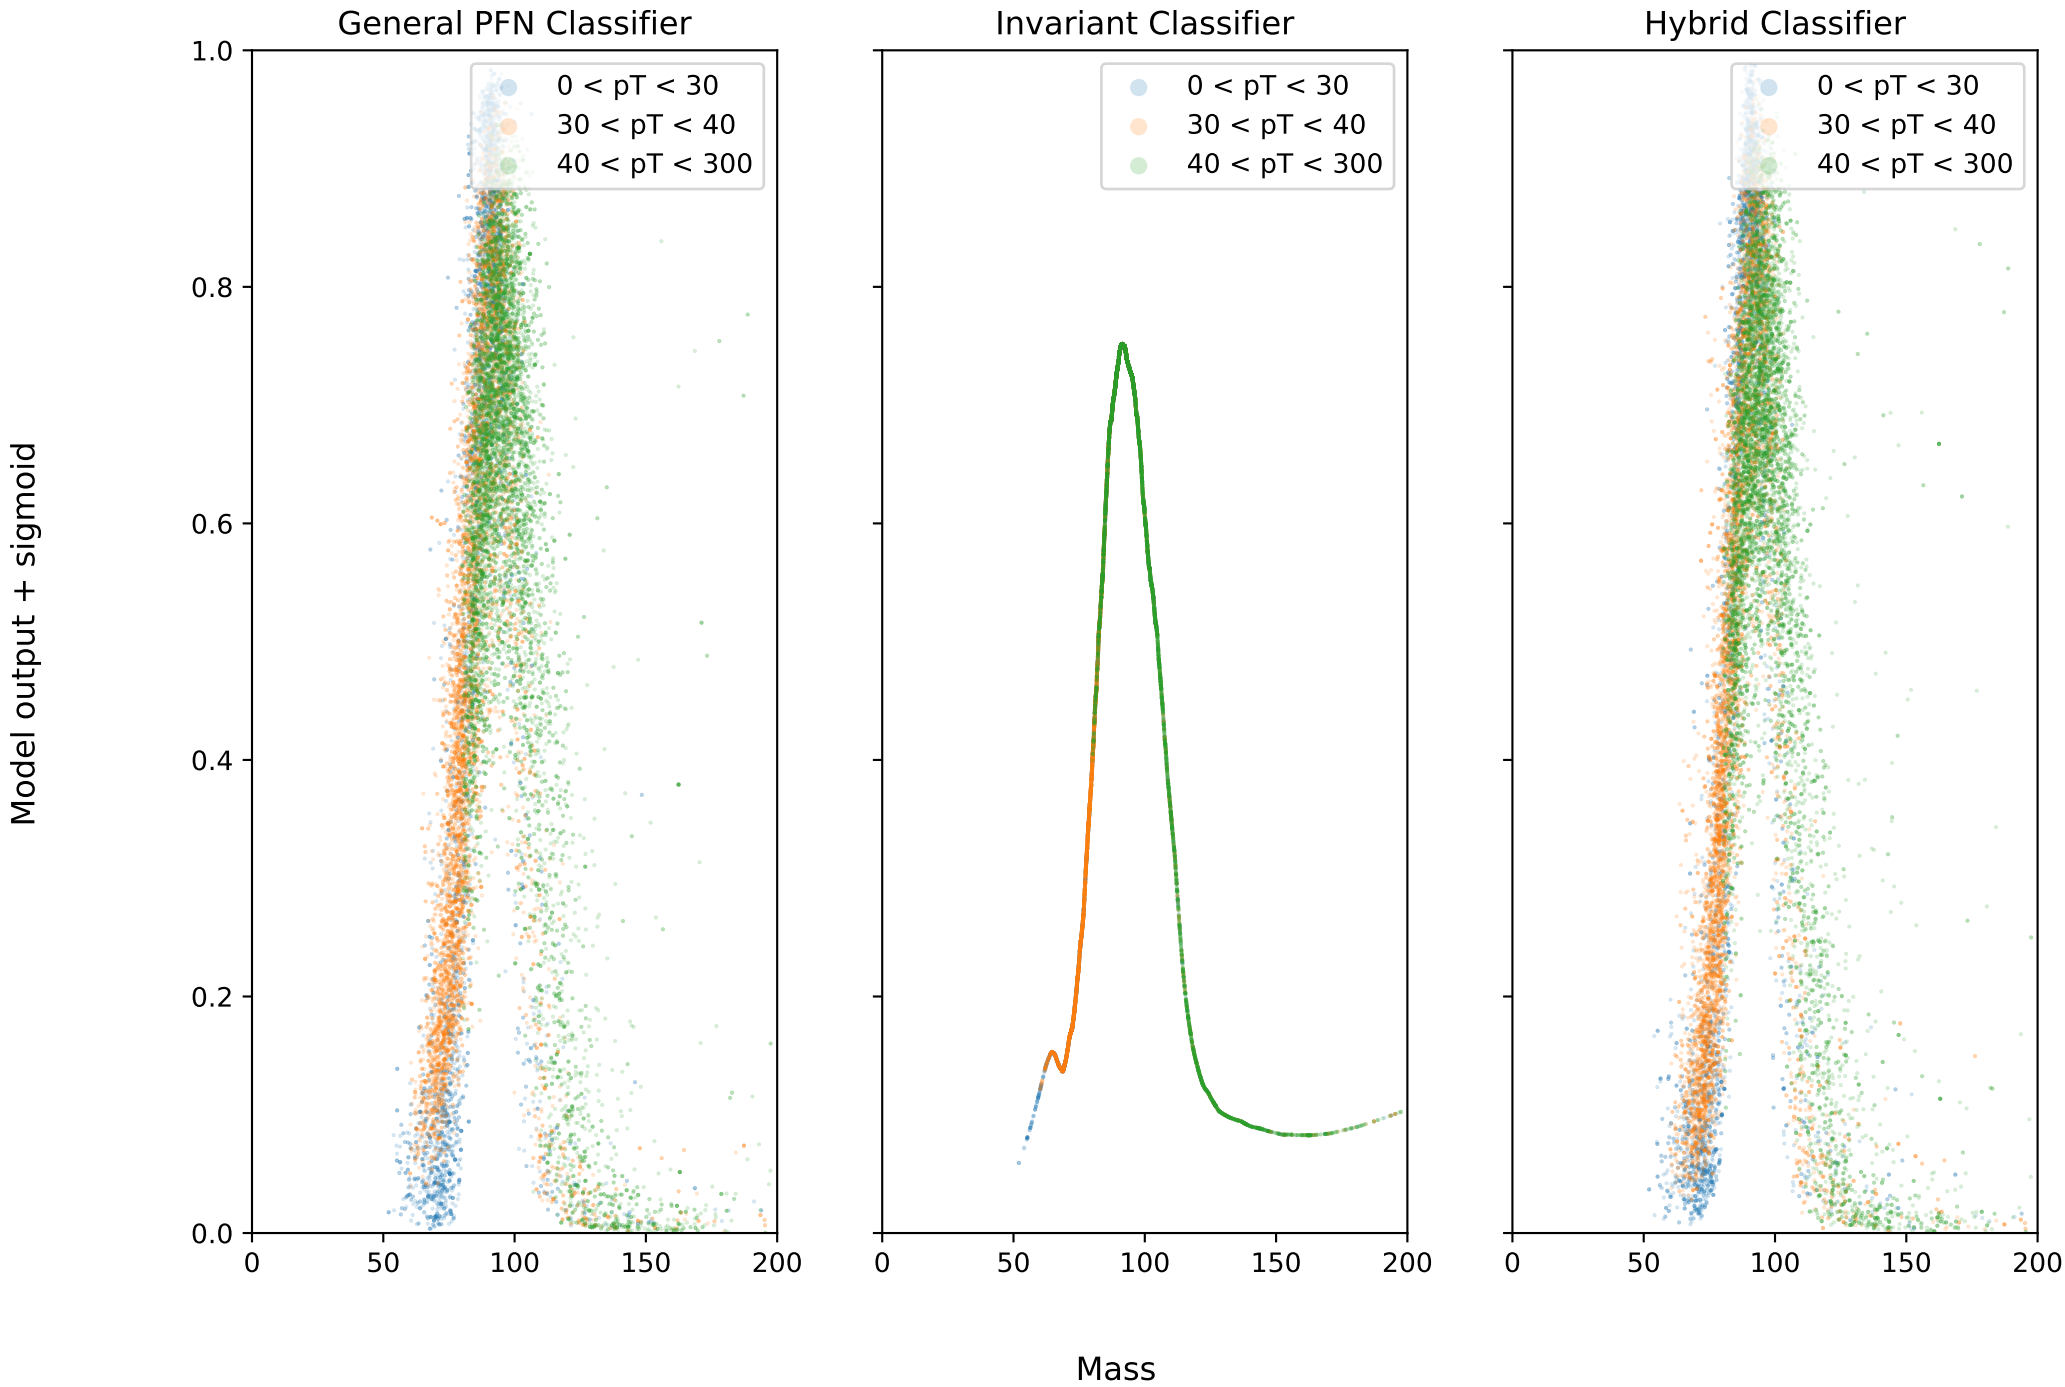 General PFN Classifier
Invariant Classifier
Hybrid Classifier
0 < pT < 30
30 < pT < 40
40 < pT < 300
0 < pT < 30
30 < pT < 40
40 < pT < 300
0 < pT < 30
30 < pT < 40
40 < pT < 300
1.0
0.8
0.6
0.4
0.2
0.0
Model output + sigmoid
0 50 100 150 200
0 50 100 150 200
0 50 100 150 200
Mass